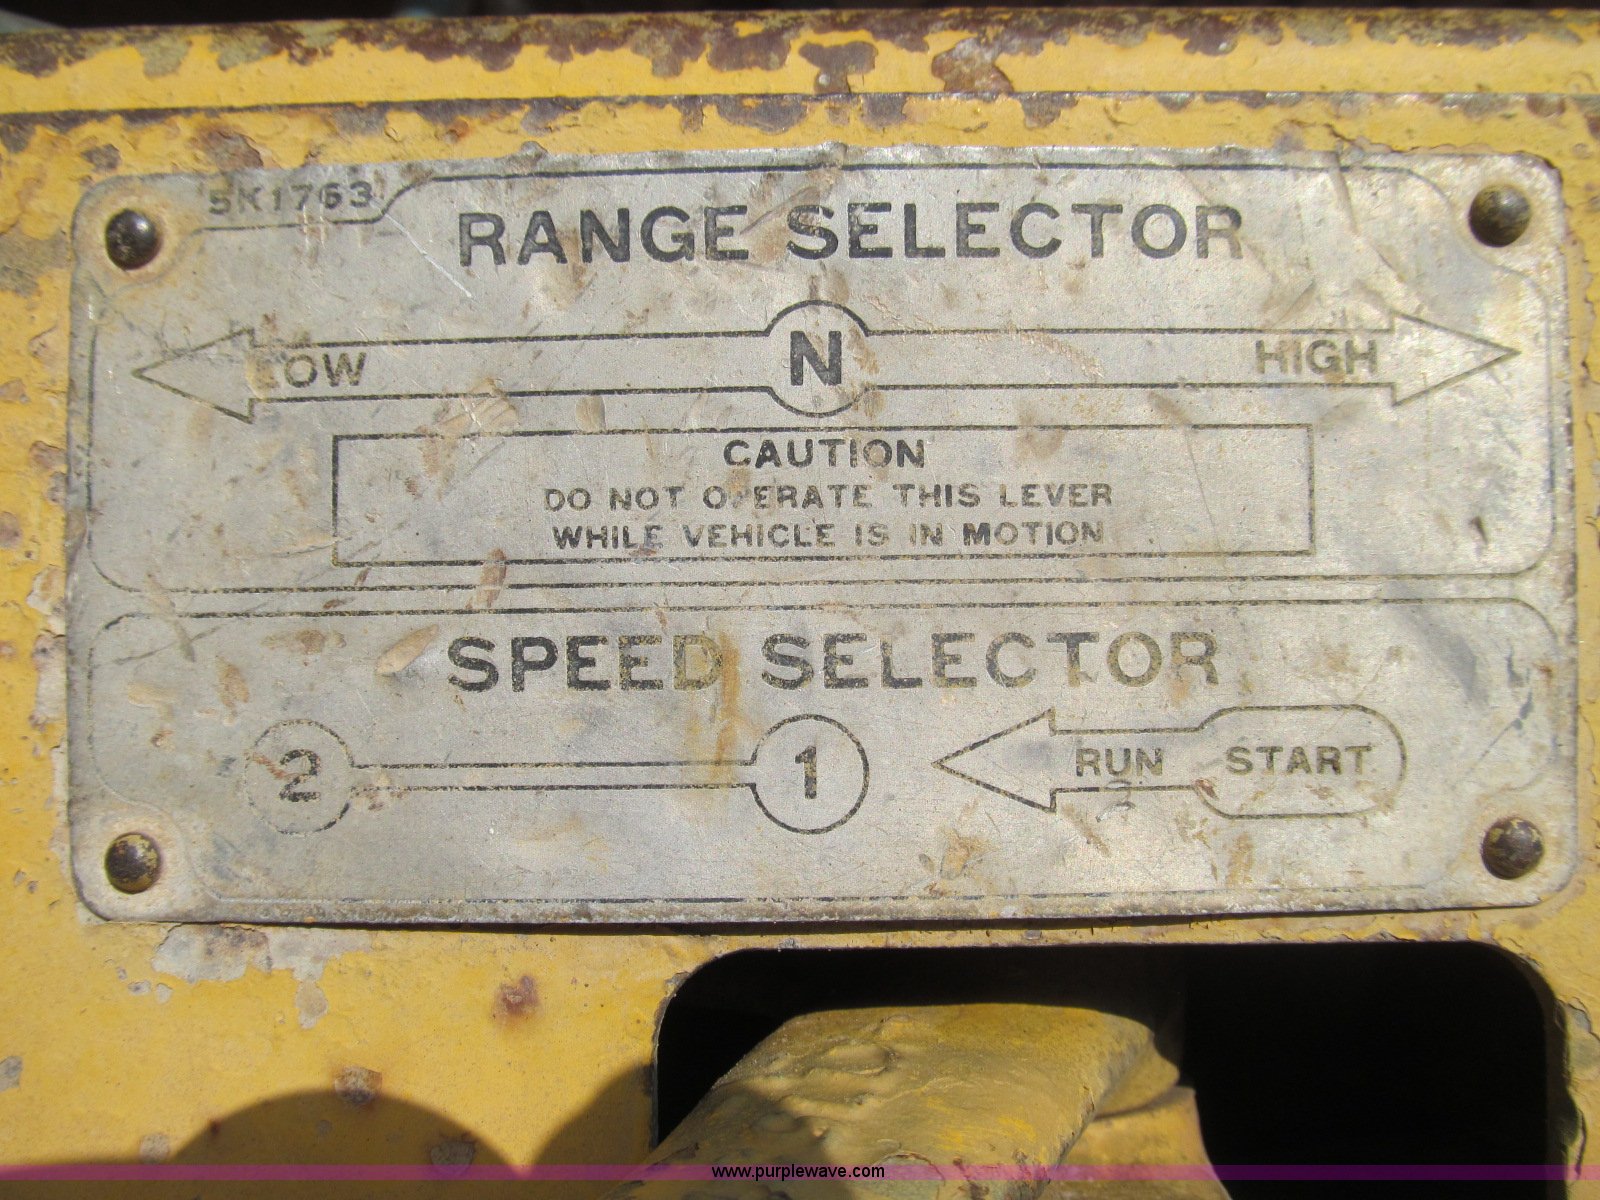 5K1763
RANGE SELECTOR
LOW N HIGH
CAUTION
DO NOT OPERATE THIS LEVER
WHILE VEHICLE IS IN MOTION
SPEED SELECTOR
2 1 RUN START
www.purplewave.com